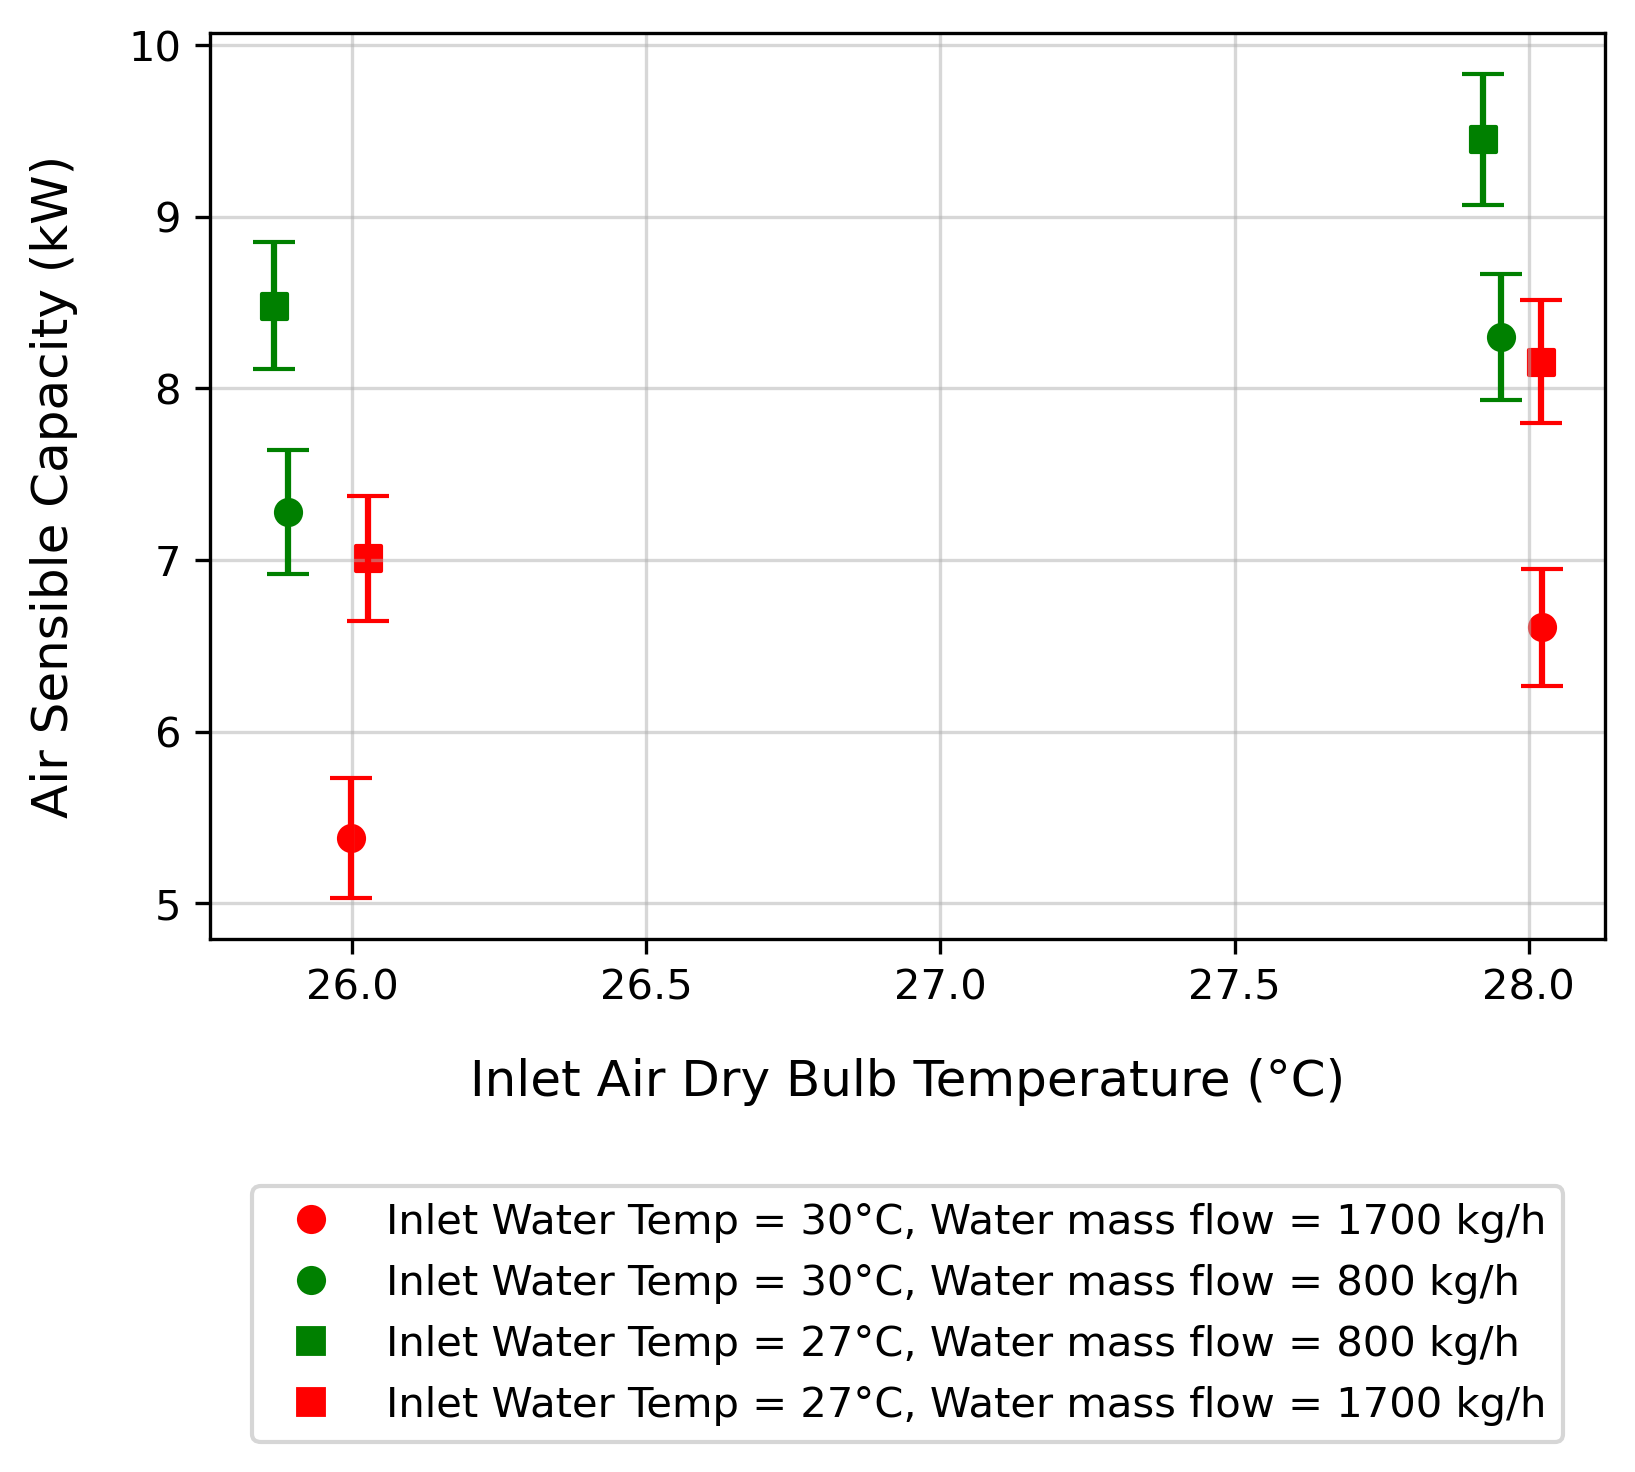 10
9
8
7
6
5
Air Sensible Capacity (kW)
26.0 26.5 27.0 27.5 28.0
Inlet Air Dry Bulb Temperature (°C)
Inlet Water Temp = 30°C, Water mass flow = 1700 kg/h
Inlet Water Temp = 30°C, Water mass flow = 800 kg/h
Inlet Water Temp = 27°C, Water mass flow = 800 kg/h
Inlet Water Temp = 27°C, Water mass flow = 1700 kg/h